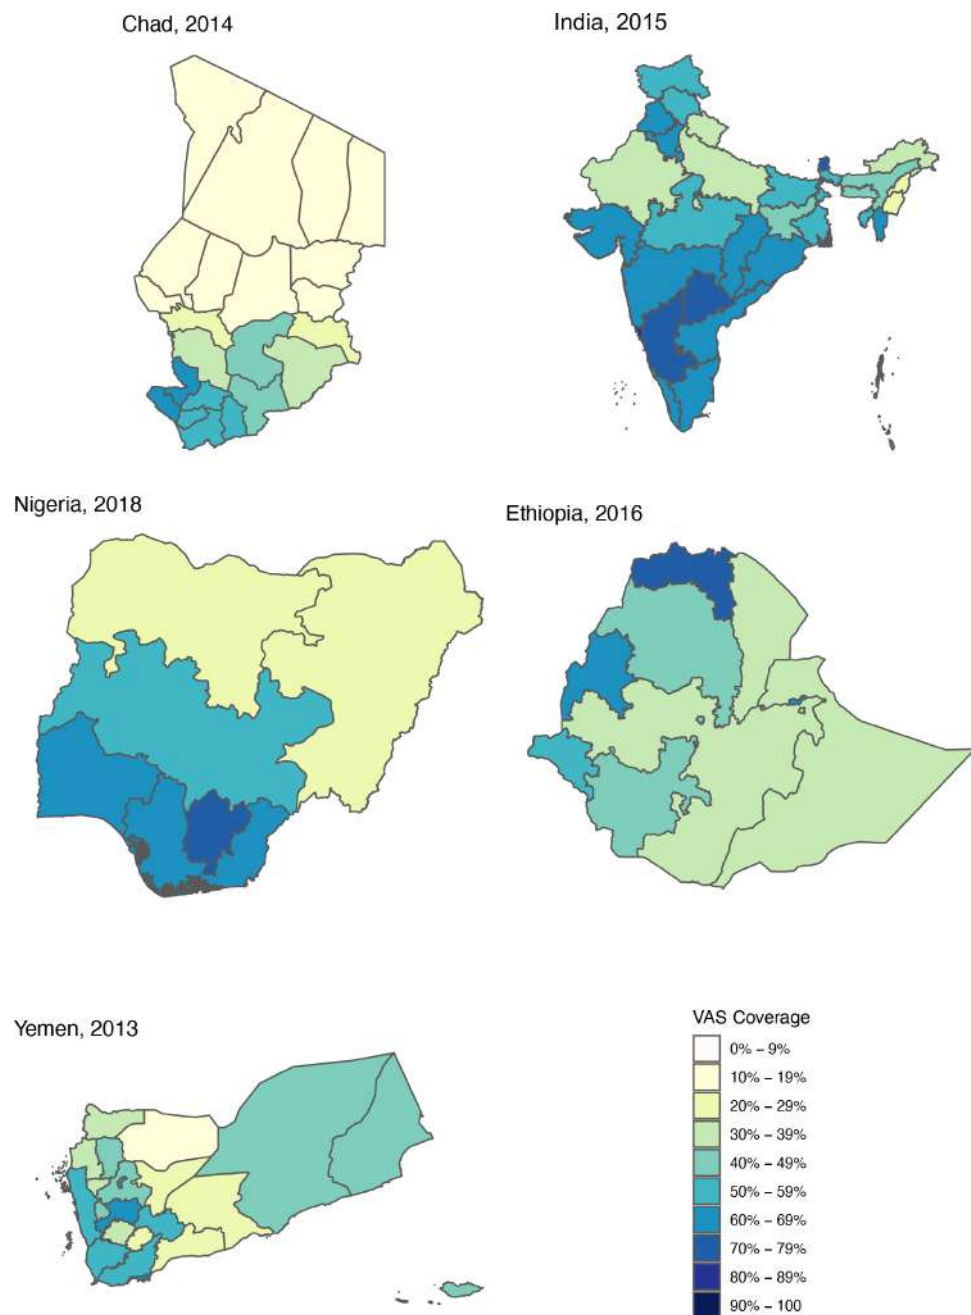 Chad, 2014
India, 2015
Nigeria, 2018
Ethiopia, 2016
Yemen, 2013
VAS Coverage
0% – 9%
10% – 19%
20% – 29%
30% – 39%
40% – 49%
50% – 59%
60% – 69%
70% – 79%
80% – 89%
90% – 100